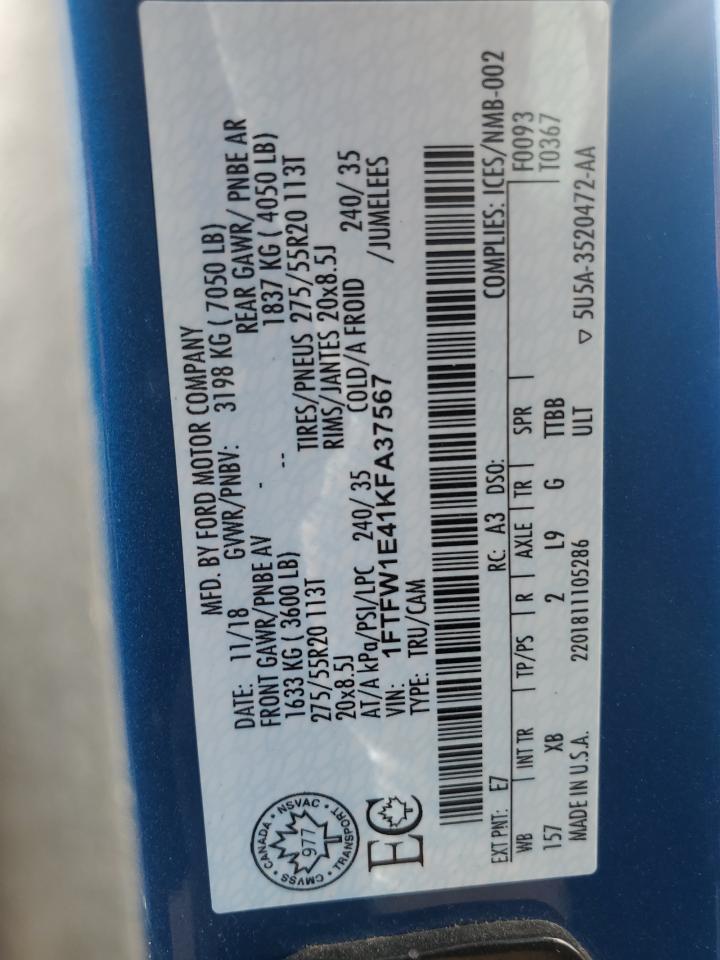 MFD. BY FORD MOTOR COMPANY
DATE: 11/18 GVWR/PNBV: 3198 KG ( 7050 LB)
FRONT GAWR/PNBE AV - REAR GAWR/ PNBE AR
1633 KG ( 3600 LB) -- 1837 KG ( 4050 LB)
275/55R20 113T TIRES/PNEUS 275/55R20 113T
20x8.5J RIMS/JANTES 20x8.5J
AT/A kPa/PSI/LPC 240/ 35 COLD/A FROID 240/ 35
VIN: 1FTFW1E41KFA37567 /JUMELEES
TYPE: TRU/CAM
CANADA • NSVAC • TRANSPORT • CMVSS •
977
EC
COMPLIES: ICES/NMB-002
EXT PNT: E7 RC: A3 DSO:
F0093
WB INT TR TP/PS R AXLE TR SPR
T0367
157 XB 2 L9 G TTBB
MADE IN U.S.A. 2201811105286 ULT
▽ 5U5A-3520472-AA